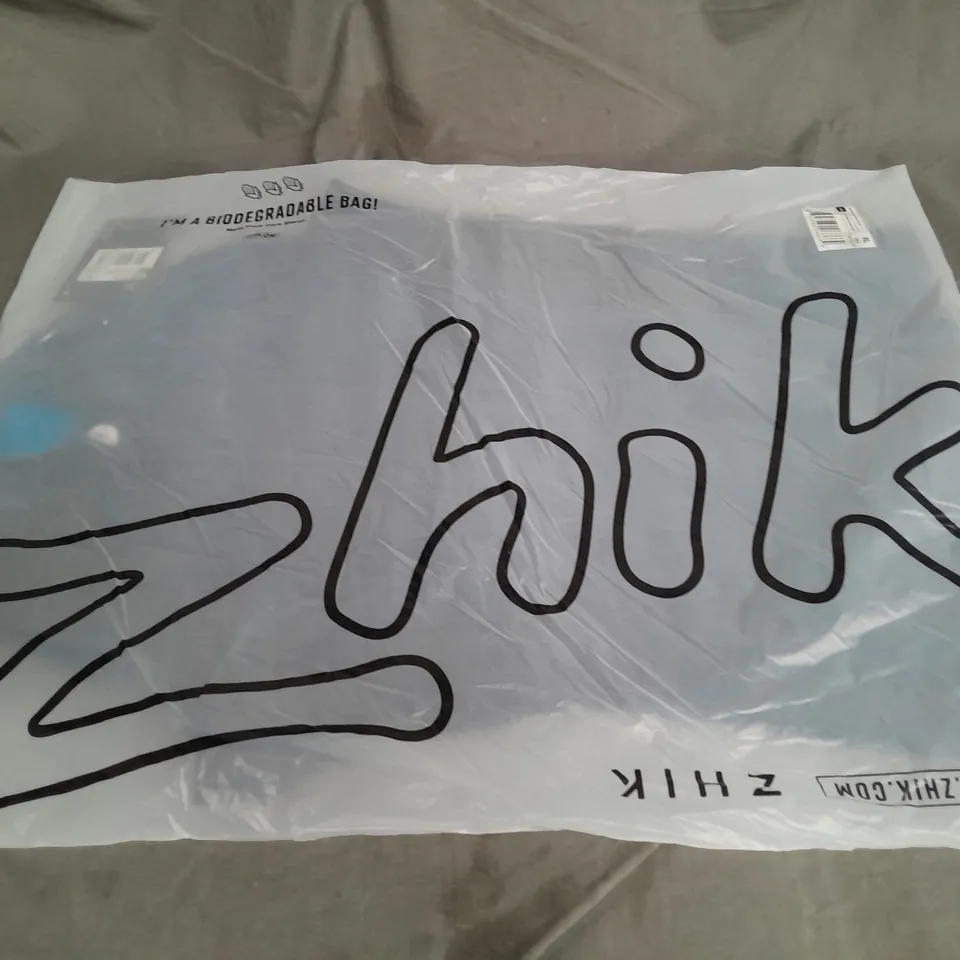 I'M A BIODEGRADABLE BAG!
zhik
ZHIK
.ZHIK.COM